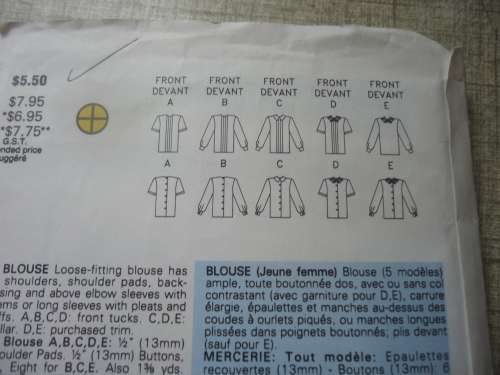 $5.50
$7.95
*$6.95
*$7.75**
G.S.T.
ended price
uggéré
FRONT FRONT FRONT FRONT FRONT
DEVANT DEVANT DEVANT DEVANT DEVANT
A B C D E
A B C D E
BLOUSE Loose-fitting blouse has
shoulders, shoulder pads, back-
sing and above elbow sleeves with
ems or long sleeves with pleats and
ffs. A,B,C,D: front tucks. C,D,E:
llar. D,E: purchased trim.
Blouse A,B,C,D,E: ½" (13mm)
oulder Pads. ½" (13mm) Buttons,
Eight for B,C,E. Also 1⅜ yds.
BLOUSE (Jeune femme) Blouse (5 modèles)
ample, toute boutonnée dos, avec ou sans col
contrastant (avec garniture pour D,E), carrure
élargie, épaulettes et manches au-dessus des
coudes à ourlets piqués, ou manches longues
plissées dans poignets boutonnés; plis devant
(sauf pour E).
MERCERIE: Tout modèle: Epaulettes
recouvertes (13mm) - Boutons (13mm): 6